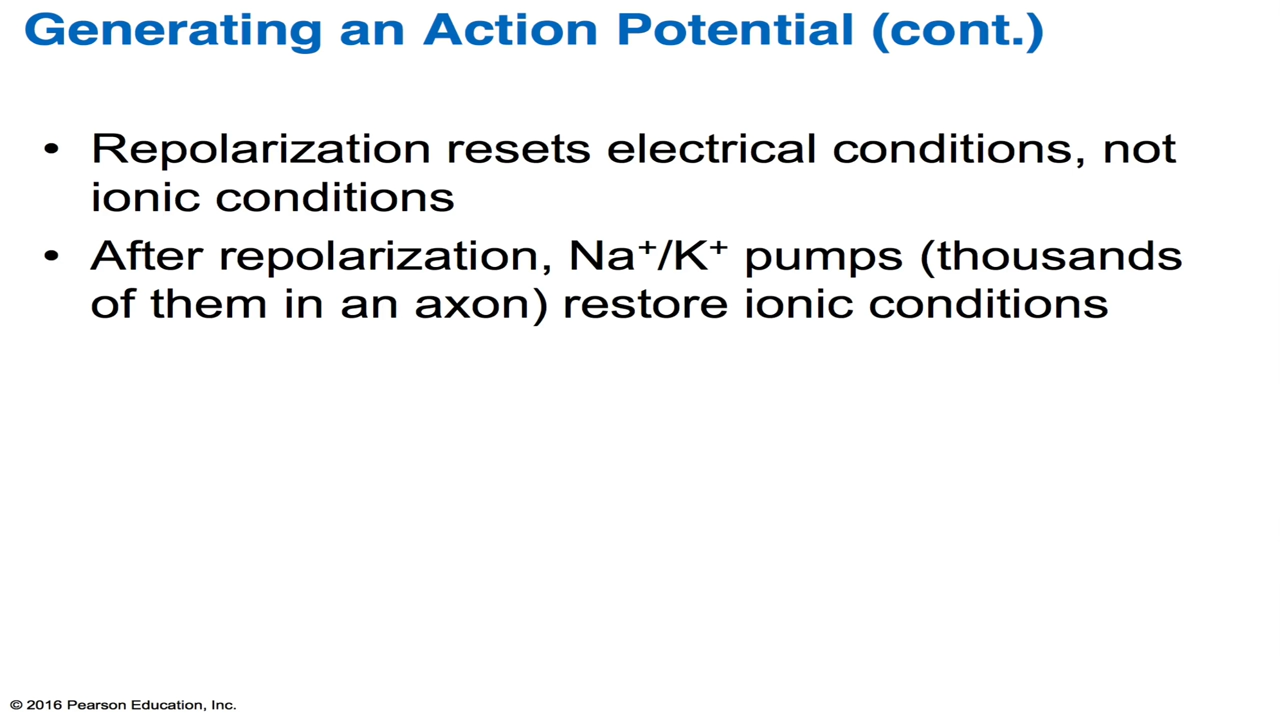 Generating an Action Potential (cont.)
• Repolarization resets electrical conditions, not
ionic conditions
• After repolarization, Na⁺/K⁺ pumps (thousands
of them in an axon) restore ionic conditions
© 2016 Pearson Education, Inc.